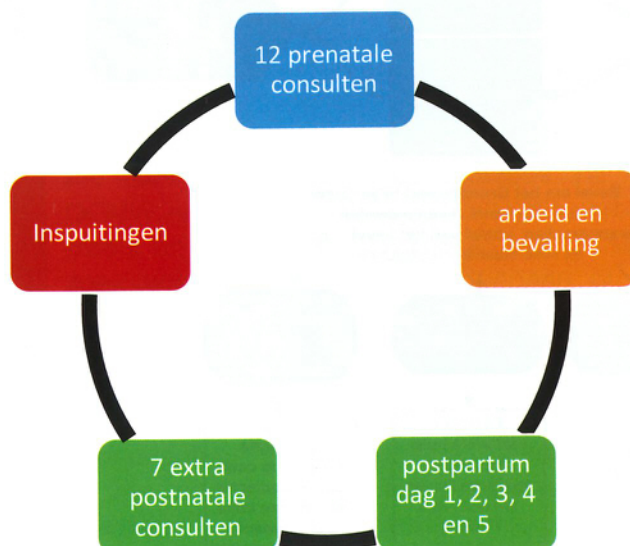 12 prenatale
consulten
arbeid en
bevalling
postpartum
dag 1, 2, 3, 4
en 5
7 extra
postnatale
consulten
Inspuitingen